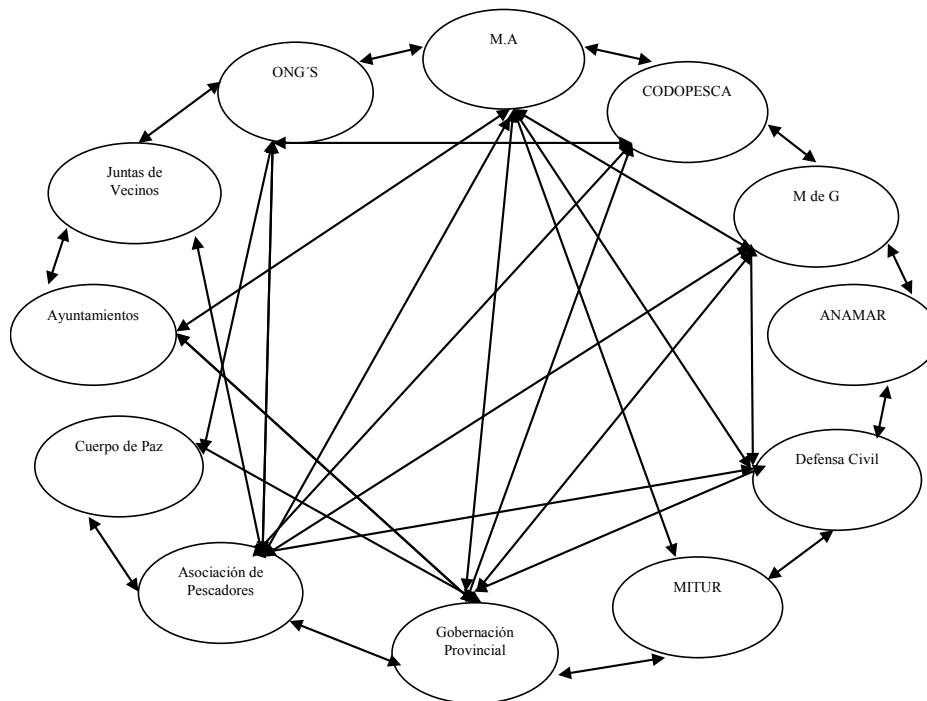 M.A
ONG´S
CODOPESCA
Juntas de
Vecinos
M de G
Ayuntamientos
ANAMAR
Cuerpo de Paz
Defensa Civil
Asociación de
Pescadores
MITUR
Gobernación
Provincial